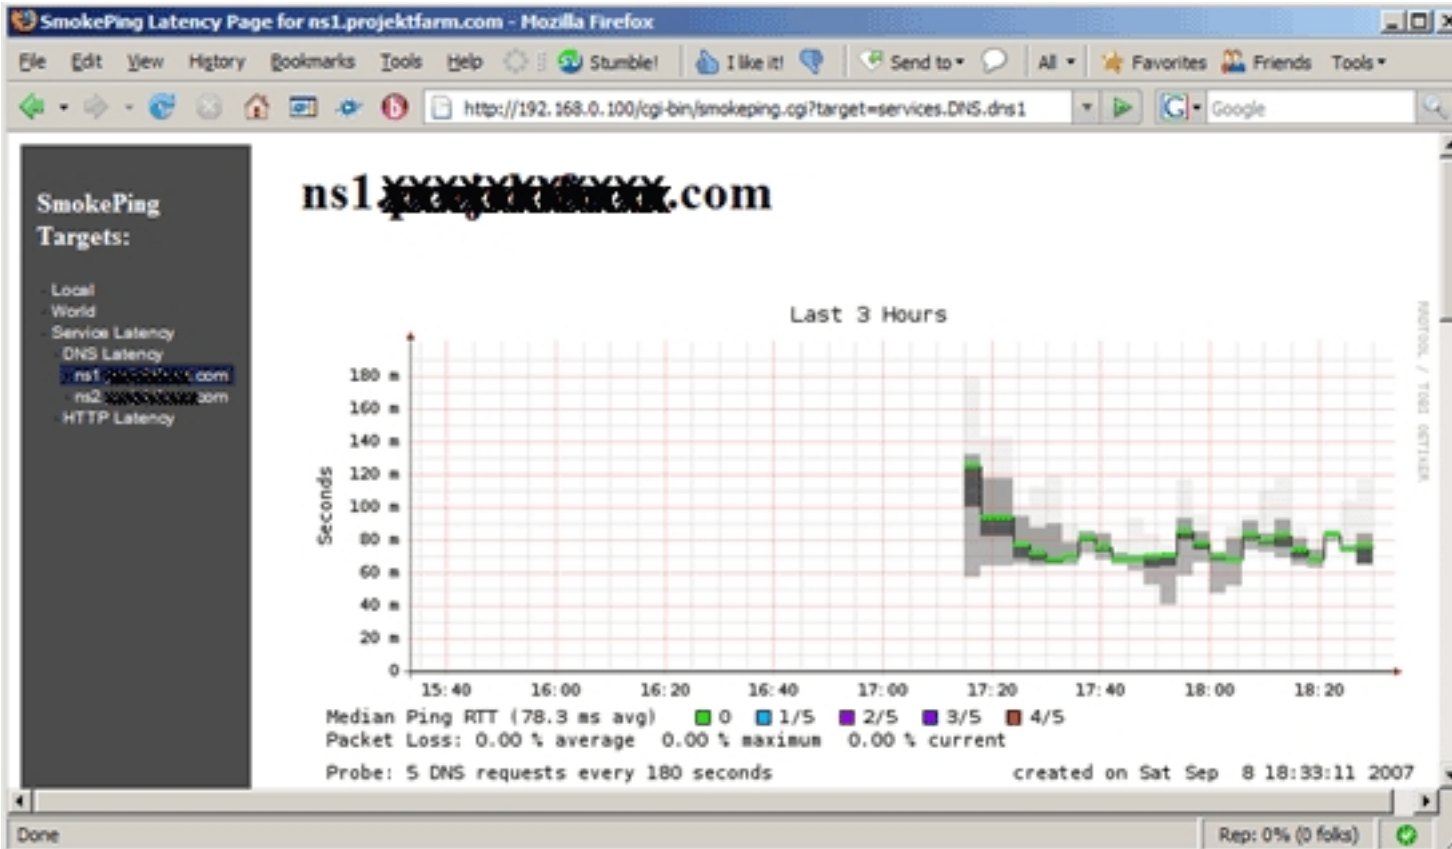 SmokePing Latency Page for ns1.projektfarm.com - Mozilla Firefox
File Edit View History Bookmarks Tools Help Stumble! I like it! Send to All Favorites Friends Tools
http://192.168.0.100/cgi-bin/smokeping.cgi?target=services.DNS.dns1 G Google
SmokePing
Targets:
- Local
- World
- Service Latency
- DNS Latency
- ns1 .com
- ns2 com
- HTTP Latency
ns1. .com
Last 3 Hours
Seconds
180 m
160 m
140 m
120 m
100 m
80 m
60 m
40 m
20 m
0
15:40 16:00 16:20 16:40 17:00 17:20 17:40 18:00 18:20
RRDTOOL / TOBI OETIKER
Median Ping RTT (78.3 ms avg) 0 1/5 2/5 3/5 4/5
Packet Loss: 0.00 % average 0.00 % maximum 0.00 % current
Probe: 5 DNS requests every 180 seconds created on Sat Sep 8 18:33:11 2007
Done Rep: 0% (0 folks)